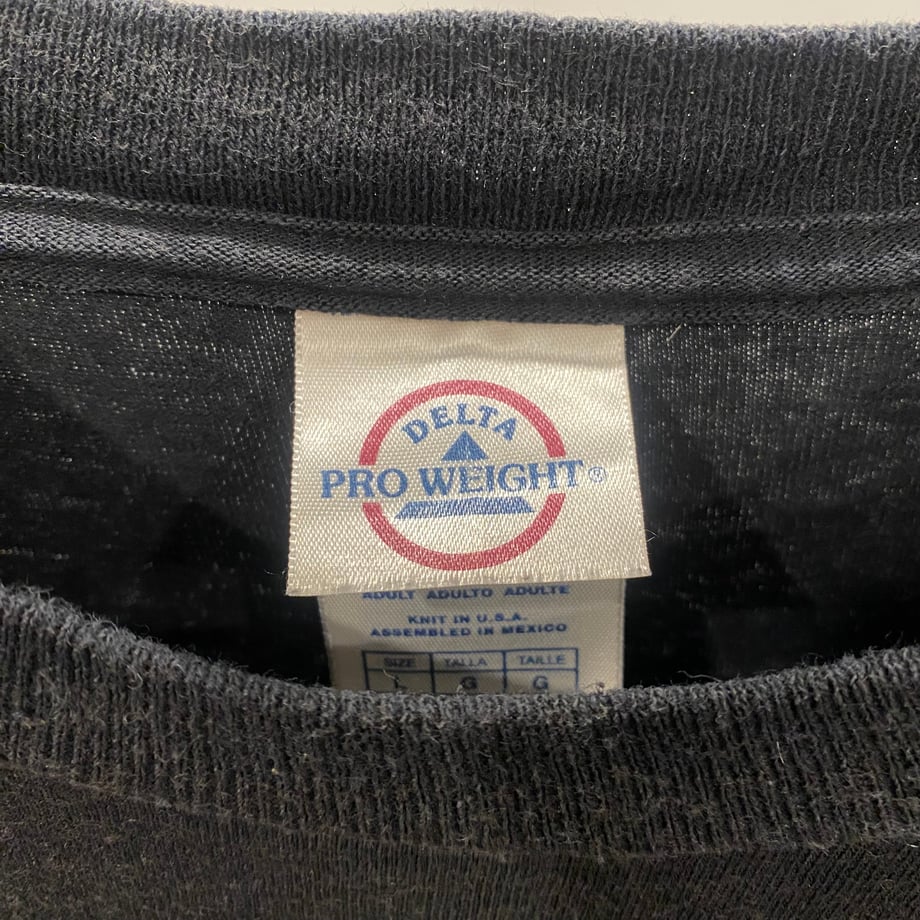 DELTA
PRO WEIGHT®
ADULT ADULTO ADULTE
KNIT IN U.S.A.
ASSEMBLED IN MEXICO
SIZE TALLA TAILLE
L G G